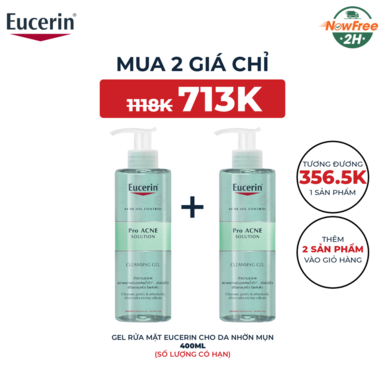 Eucerin®
NowFree
2H
MUA 2 GIÁ CHỈ
1118K 713K
TƯƠNG ĐƯƠNG
356.5K
1 SẢN PHẨM
Eucerin
Pro ACNE
SOLUTION
CLEANSING GEL
+
Eucerin
Pro ACNE
SOLUTION
CLEANSING GEL
THÊM
2 SẢN PHẨM
VÀO GIỎ HÀNG
GEL RỬA MẶT EUCERIN CHO DA NHỜN MỤN
400ML
(SỐ LƯỢNG CÓ HẠN)